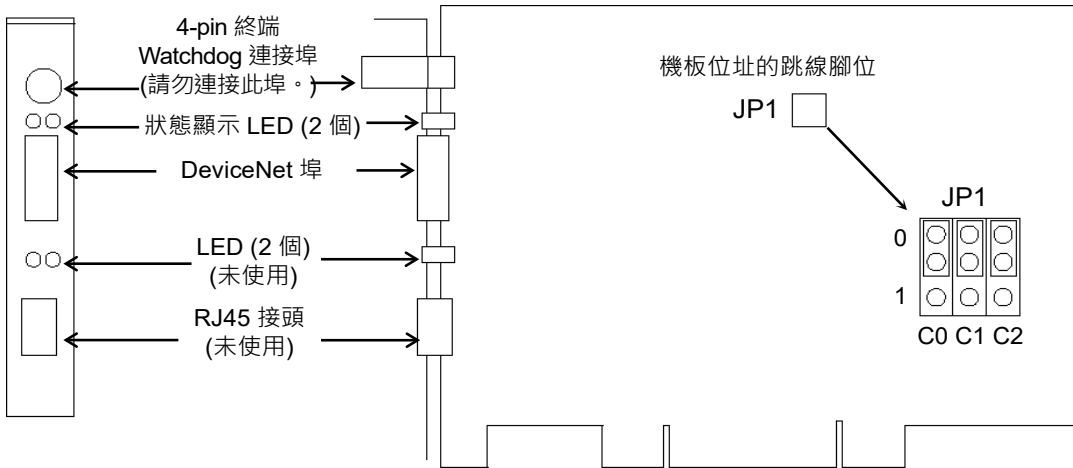 4-pin 終端
Watchdog 連接埠
(請勿連接此埠。)
狀態顯示 LED (2 個)
DeviceNet 埠
LED (2 個)
(未使用)
RJ45 接頭
(未使用)
機板位址的跳線腳位
JP1
JP1
0
1
C0 C1 C2